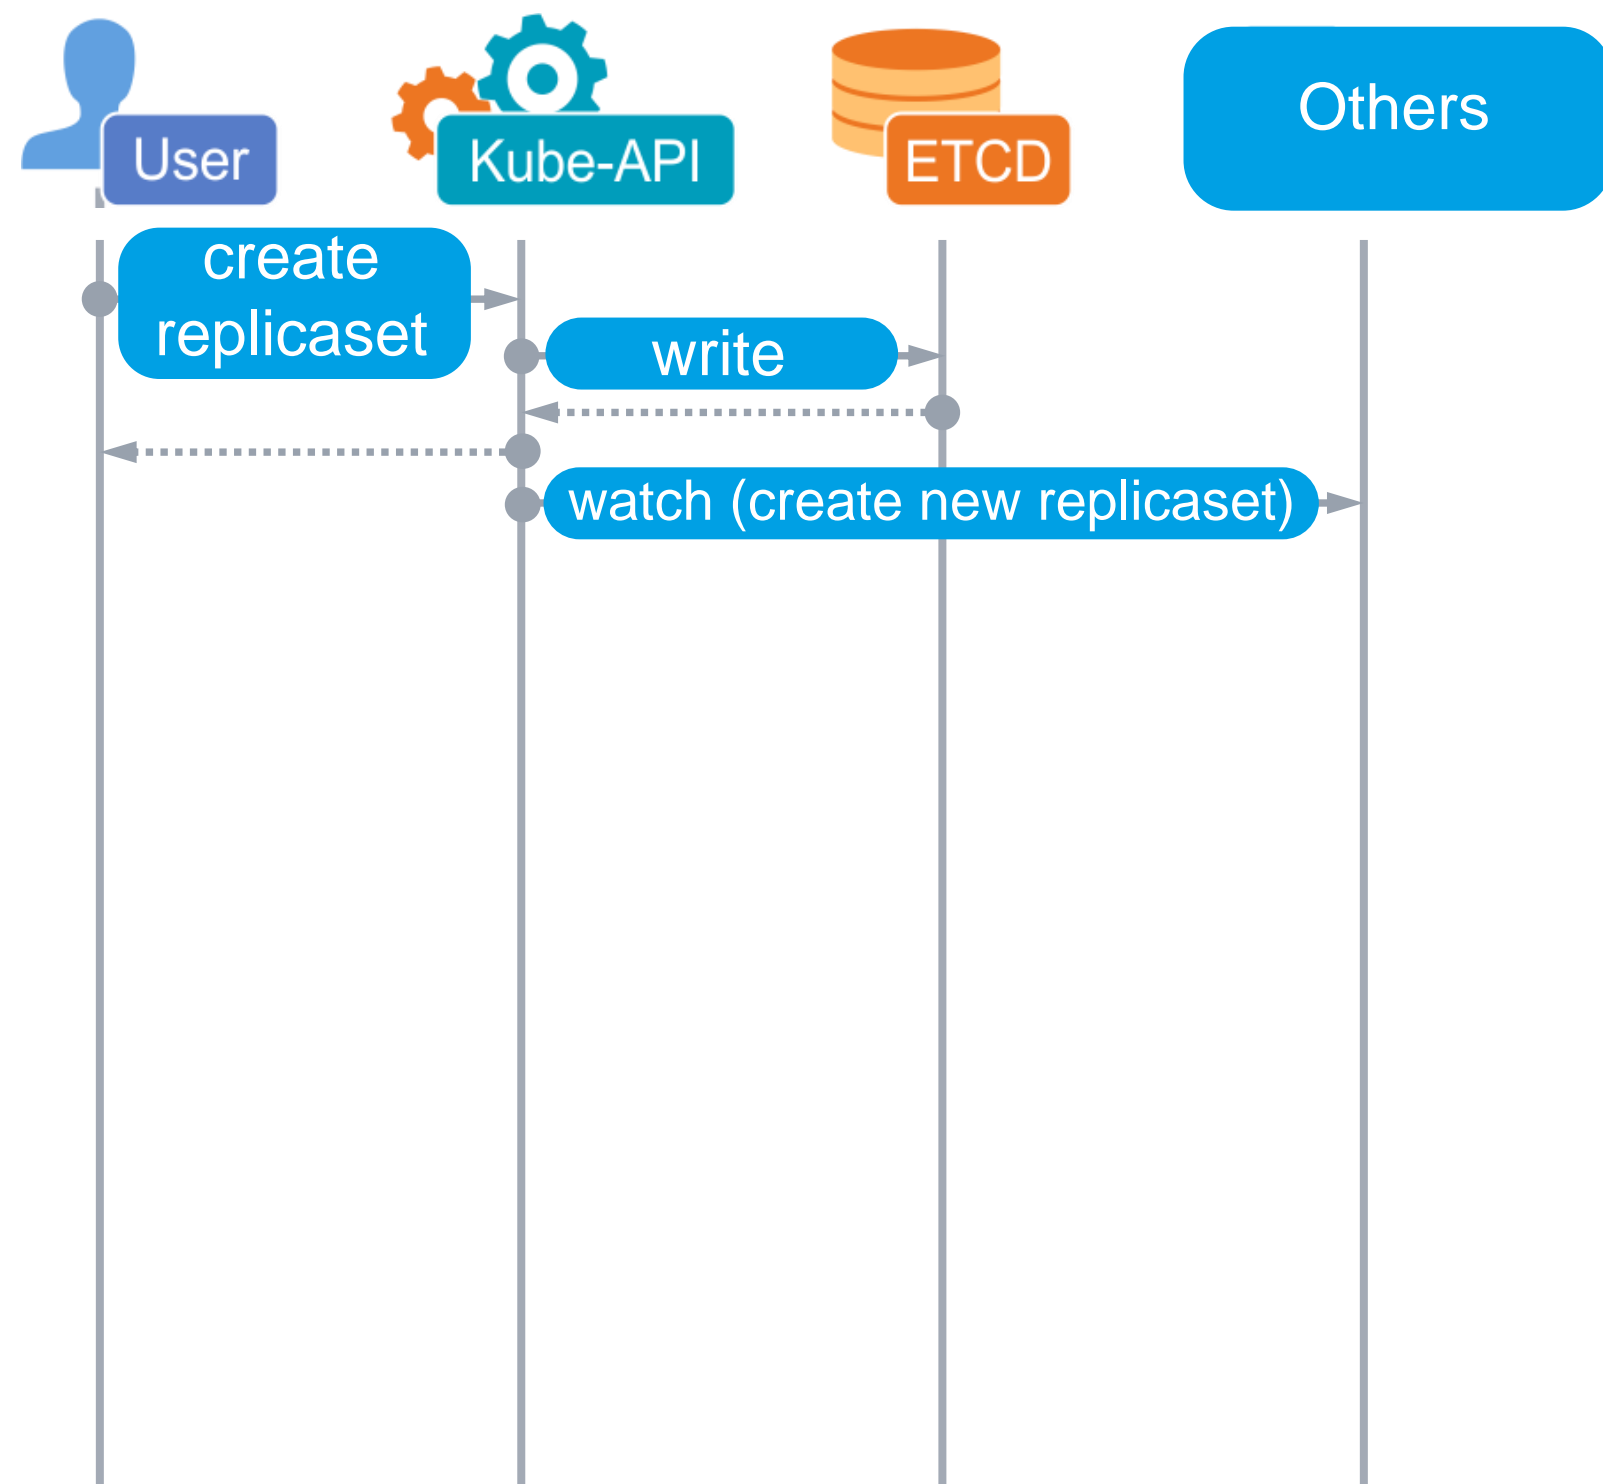 User
Kube-API
ETCD
Others
create
replicaset
write
watch (create new replicaset)